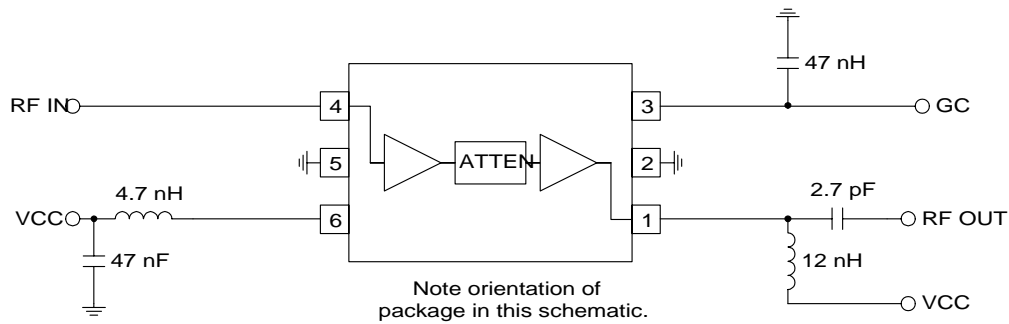 47 nH
RF IN
4
3
GC
5
ATTEN
2
4.7 nH
2.7 pF
VCC
6
1
RF OUT
47 nF
12 nH
VCC
Note orientation of
package in this schematic.